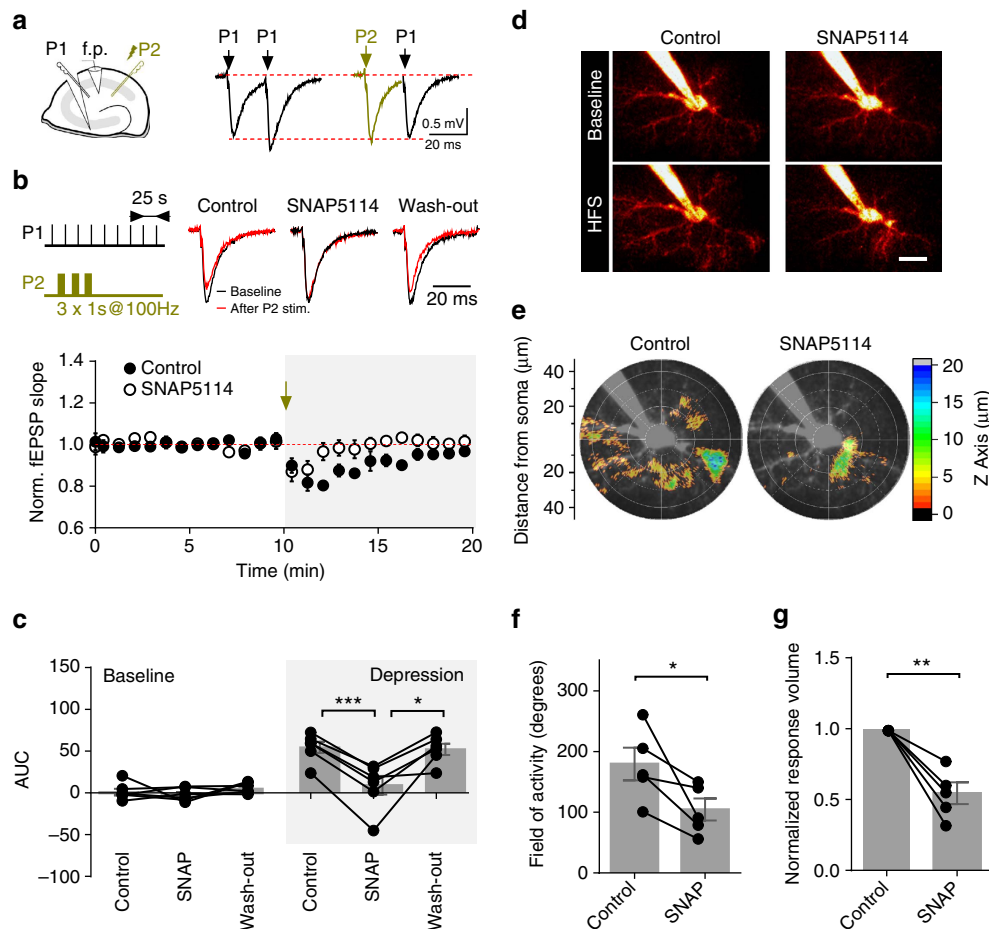 a
P1 f.p. P2
P1 P1 P2 P1
0.5 mV
20 ms
b
25 s
P1
P2
3 x 1s@100Hz
Control SNAP5114 Wash-out
Baseline
After P2 stim.
20 ms
Norm. fEPSP slope
1.4
1.2
1.0
0.8
0.6
Control
SNAP5114
0 5 10 15 20
Time (min)
c
AUC
150
100
50
0
−50
−100
Baseline
Depression
*** *
Control SNAP Wash-out Control SNAP Wash-out
d
Control SNAP5114
Baseline
HFS
e
Control SNAP5114
Distance from soma (μm)
40
20
20
40
20
15
10
5
0
Z Axis (μm)
f
Field of activity (degrees)
300
200
100
0
*
Control SNAP
g
Normalized response volume
1.5
1.0
0.5
0.0
**
Control SNAP